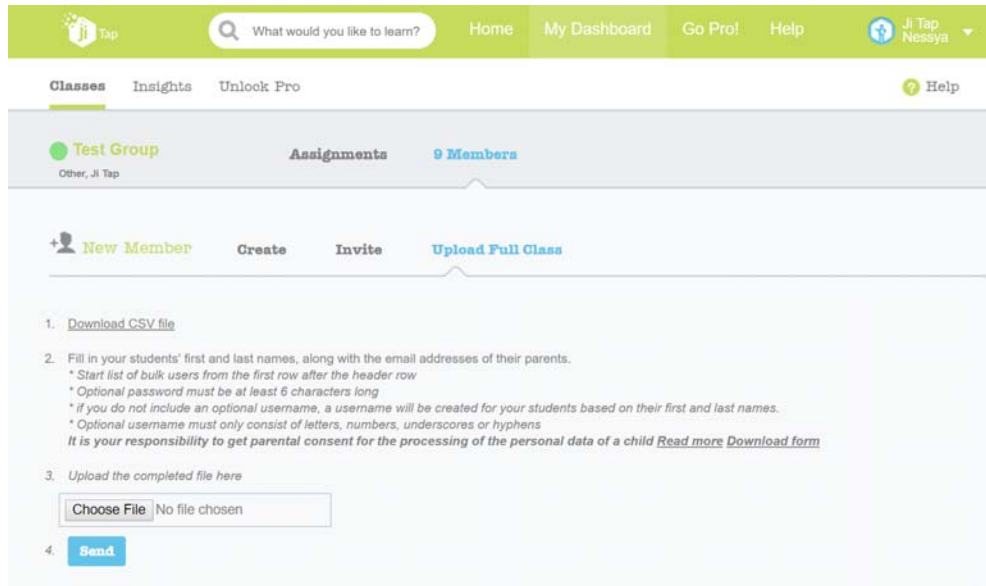 ji Tap
What would you like to learn?
Home
My Dashboard
Go Pro!
Help
Ji Tap
Nessya
Classes
Insights
Unlock Pro
? Help
Test Group
Other, Ji Tap
Assignments
9 Members
+ New Member
Create
Invite
Upload Full Class
1. Download CSV file
2. Fill in your students' first and last names, along with the email addresses of their parents.
* Start list of bulk users from the first row after the header row
* Optional password must be at least 6 characters long
* if you do not include an optional username, a username will be created for your students based on their first and last names.
* Optional username must only consist of letters, numbers, underscores or hyphens
It is your responsibility to get parental consent for the processing of the personal data of a child Read more Download form
3. Upload the completed file here
Choose File No file chosen
4. Send